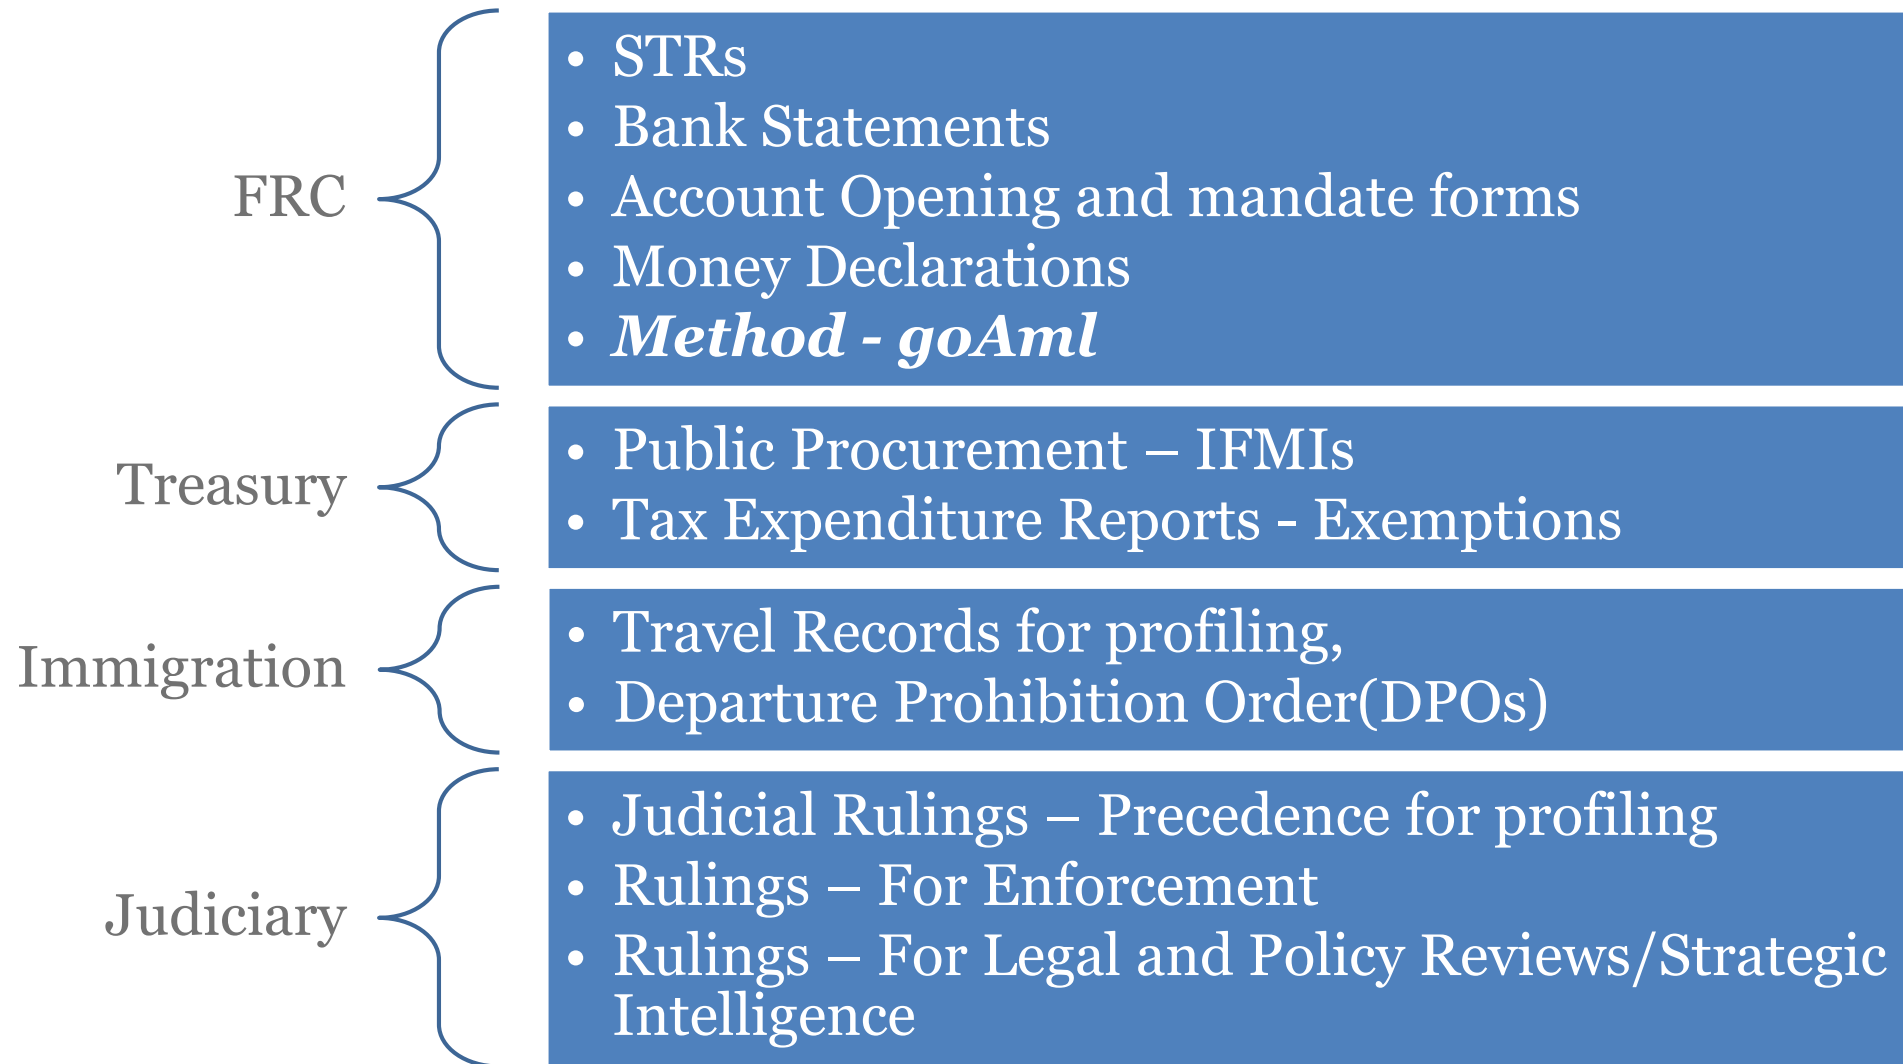 FRC
• STRs
• Bank Statements
• Account Opening and mandate forms
• Money Declarations
• Method - goAml
Treasury
• Public Procurement – IFMIs
• Tax Expenditure Reports - Exemptions
Immigration
• Travel Records for profiling,
• Departure Prohibition Order(DPOs)
Judiciary
• Judicial Rulings – Precedence for profiling
• Rulings – For Enforcement
• Rulings – For Legal and Policy Reviews/Strategic
Intelligence